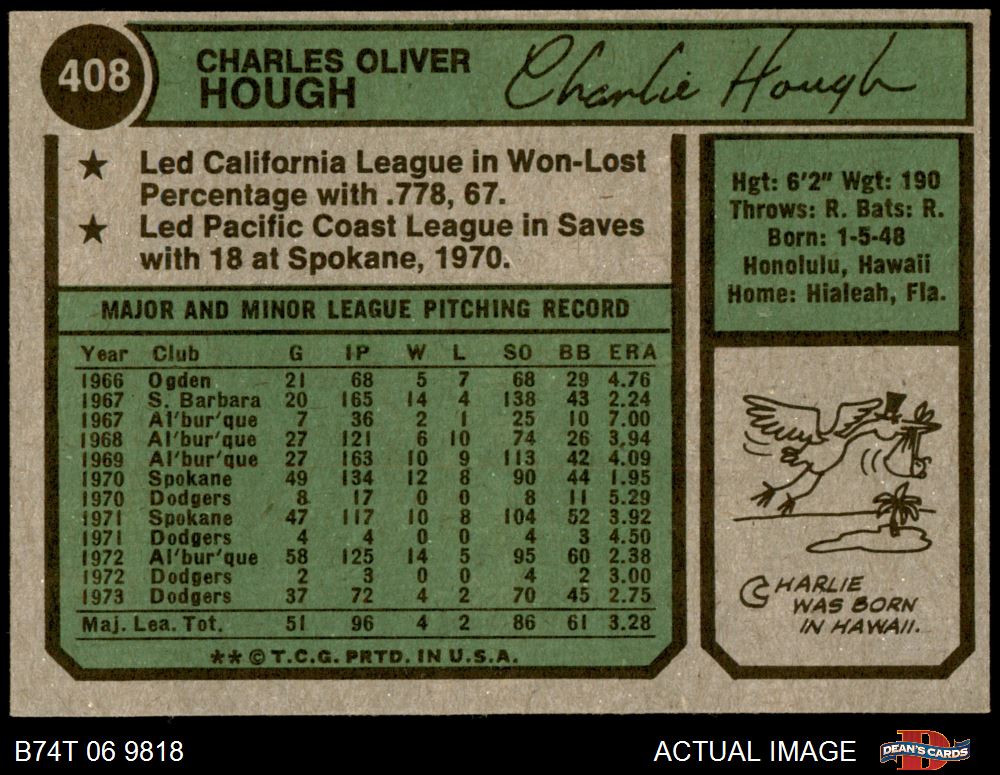 408
CHARLES OLIVER
HOUGH
Charlie Hough
★ Led California League in Won-Lost
Percentage with .778, 67.
★ Led Pacific Coast League in Saves
with 18 at Spokane, 1970.
Hgt: 6'2" Wgt: 190
Throws: R. Bats: R.
Born: 1-5-48
Honolulu, Hawaii
Home: Hialeah, Fla.
MAJOR AND MINOR LEAGUE PITCHING RECORD
Year Club G IP W L SO BB ERA
1966 Ogden 21 68 5 7 68 29 4.76
1967 S. Barbara 20 165 14 4 138 43 2.24
1967 Al'bur'que 7 36 2 1 25 10 7.00
1968 Al'bur'que 27 121 6 10 74 26 3.94
1969 Al'bur'que 27 163 10 9 113 42 4.09
1970 Spokane 49 134 12 8 90 44 1.95
1970 Dodgers 8 17 0 0 8 11 5.29
1971 Spokane 47 117 10 8 104 52 3.92
1971 Dodgers 4 4 0 0 4 3 4.50
1972 Al'bur'que 58 125 14 5 95 60 2.38
1972 Dodgers 2 3 0 0 4 2 3.00
1973 Dodgers 37 72 4 2 70 45 2.75
Maj. Lea. Tot. 51 96 4 2 86 61 3.28
** © T.C.G. PRTD. IN U.S.A.
CHARLIE
WAS BORN
IN HAWAII.
B74T 06 9818
ACTUAL IMAGE
D
DEAN'S CARDS